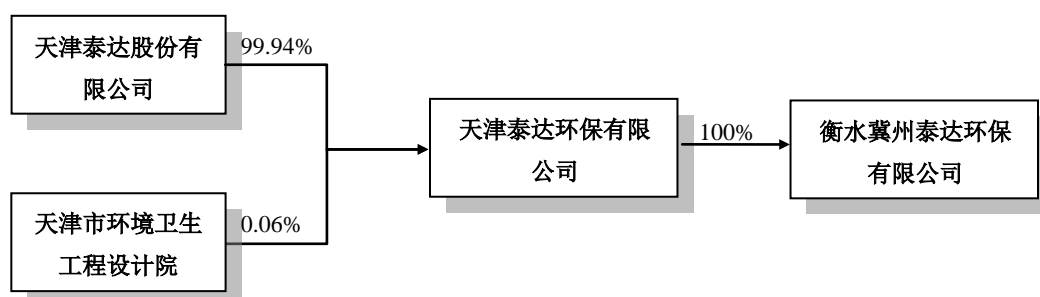 天津泰达股份有
限公司
99.94%
天津市环境卫生
工程设计院
0.06%
天津泰达环保有限
公司
100%
衡水冀州泰达环保
有限公司